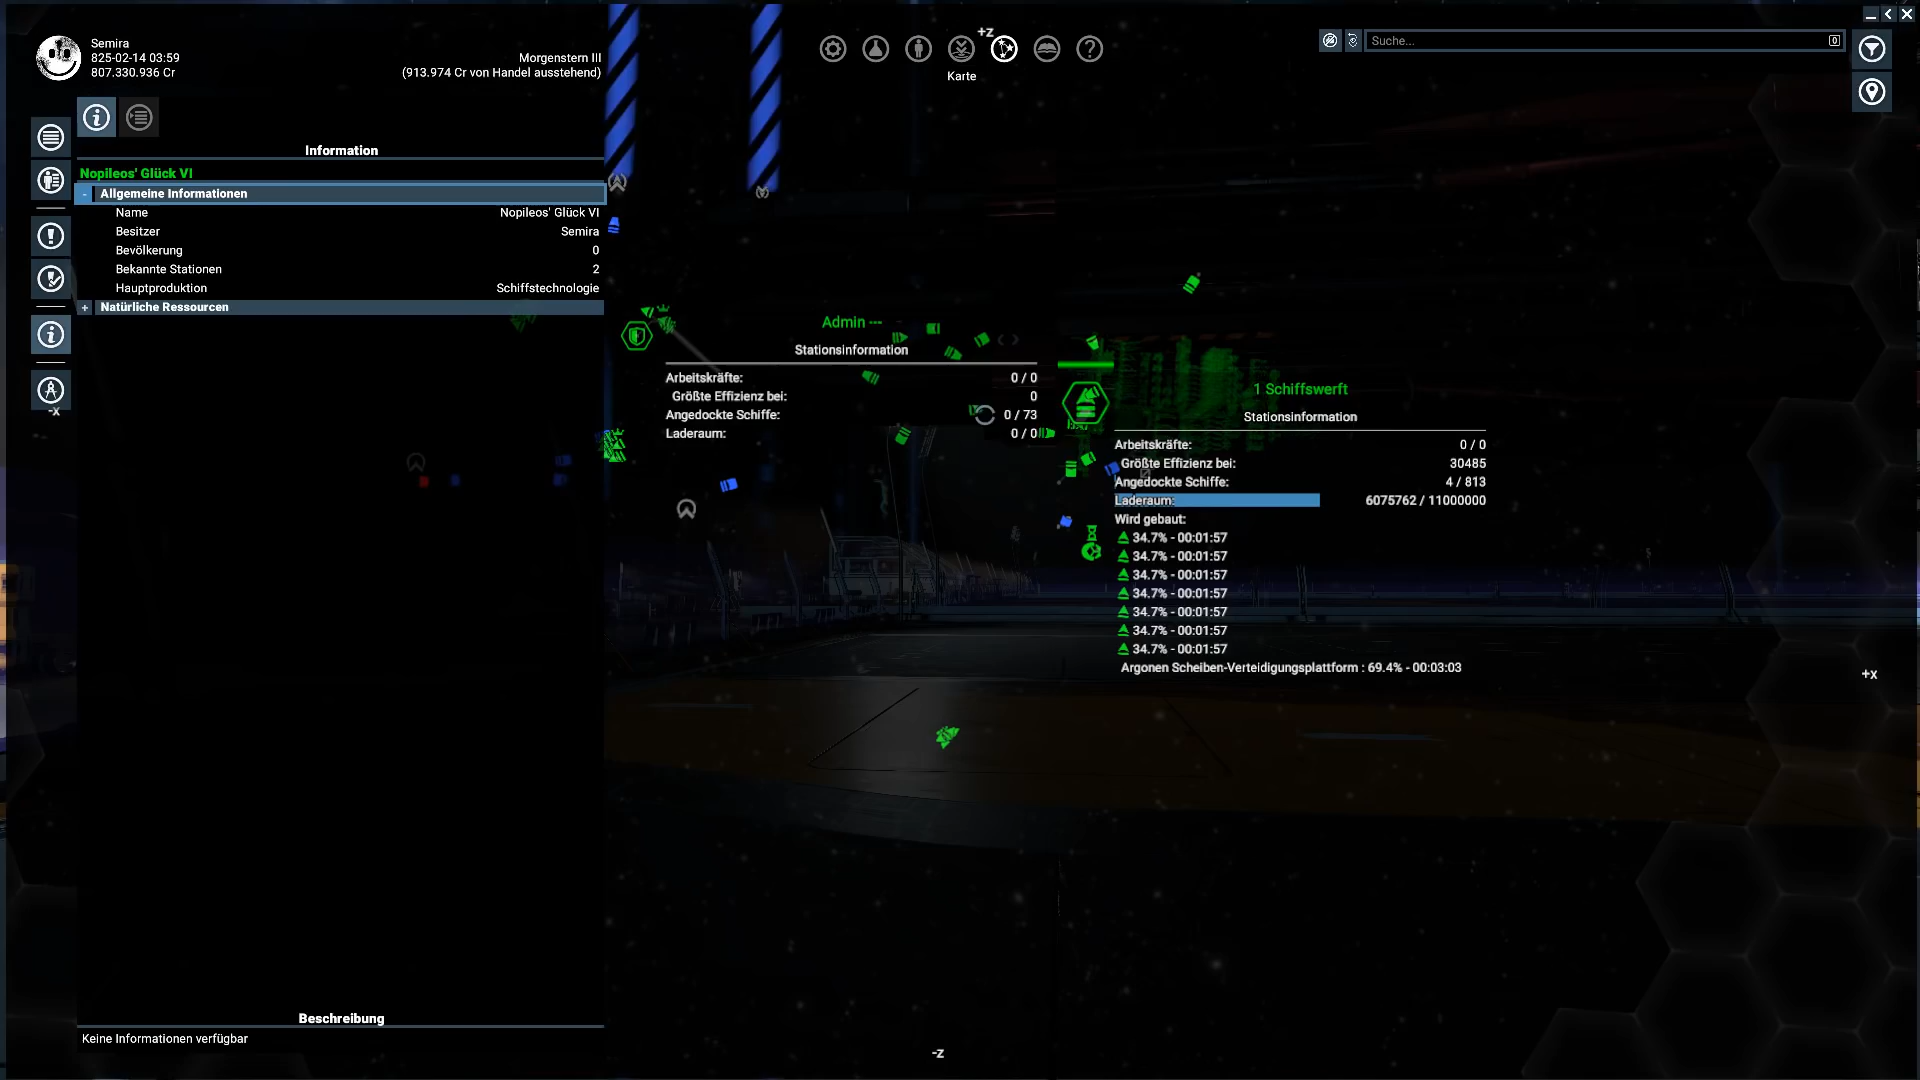 Semira
825-02-14 03:59
807.330.936 Cr
Morgenstern III
(913.974 Cr von Handel ausstehend)
+z
Karte
Suche...
0
Information
Nopileos' Glück VI
- Allgemeine Informationen
Name Nopileos' Glück VI
Besitzer Semira
Bevölkerung 0
Bekannte Stationen 2
Hauptproduktion Schiffstechnologie
+ Natürliche Ressourcen
-x
Admin ---
Stationsinformation
Arbeitskräfte: 0 / 0
Größte Effizienz bei: 0
Angedockte Schiffe: 0 / 73
Laderaum: 0 / 0
1 Schiffswerft
Stationsinformation
Arbeitskräfte: 0 / 0
Größte Effizienz bei: 30485
Angedockte Schiffe: 4 / 813
Laderaum: 6075762 / 11000000
Wird gebaut:
34.7% - 00:01:57
34.7% - 00:01:57
34.7% - 00:01:57
34.7% - 00:01:57
34.7% - 00:01:57
34.7% - 00:01:57
34.7% - 00:01:57
Argonen Scheiben-Verteidigungsplattform : 69.4% - 00:03:03
+x
Beschreibung
Keine Informationen verfügbar
-z